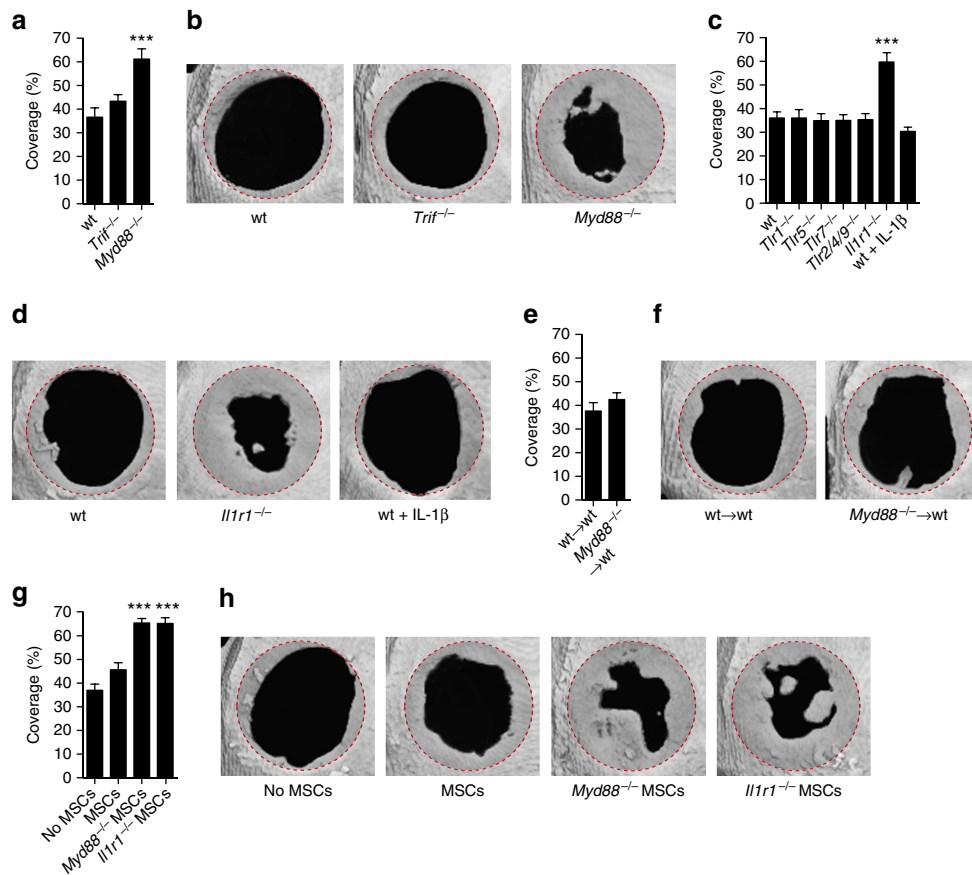 a
Coverage (%)
70
60
50
40
30
20
10
0
***
wt
Trif–/–
Myd88–/–
b
wt
Trif–/–
Myd88–/–
c
Coverage (%)
70
60
50
40
30
20
10
0
***
wt
Tlr1–/–
Tlr5–/–
Tlr7–/–
Tlr2/4/9–/–
Il1r1–/–
wt + IL-1β
d
wt
Il1r1–/–
wt + IL-1β
e
Coverage (%)
70
60
50
40
30
20
10
0
wt→wt
Myd88–/–
→wt
f
wt→wt
Myd88–/–→wt
g
Coverage (%)
70
60
50
40
30
20
10
0
*** ***
No MSCs
MSCs
Myd88–/– MSCs
Il1r1–/– MSCs
h
No MSCs
MSCs
Myd88–/– MSCs
Il1r1–/– MSCs